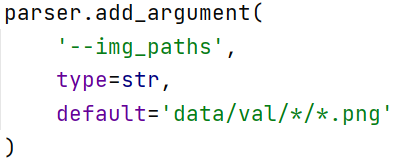 parser.add_argument(
    '--img_paths',
    type=str,
    default='data/val/*/*.png'
)